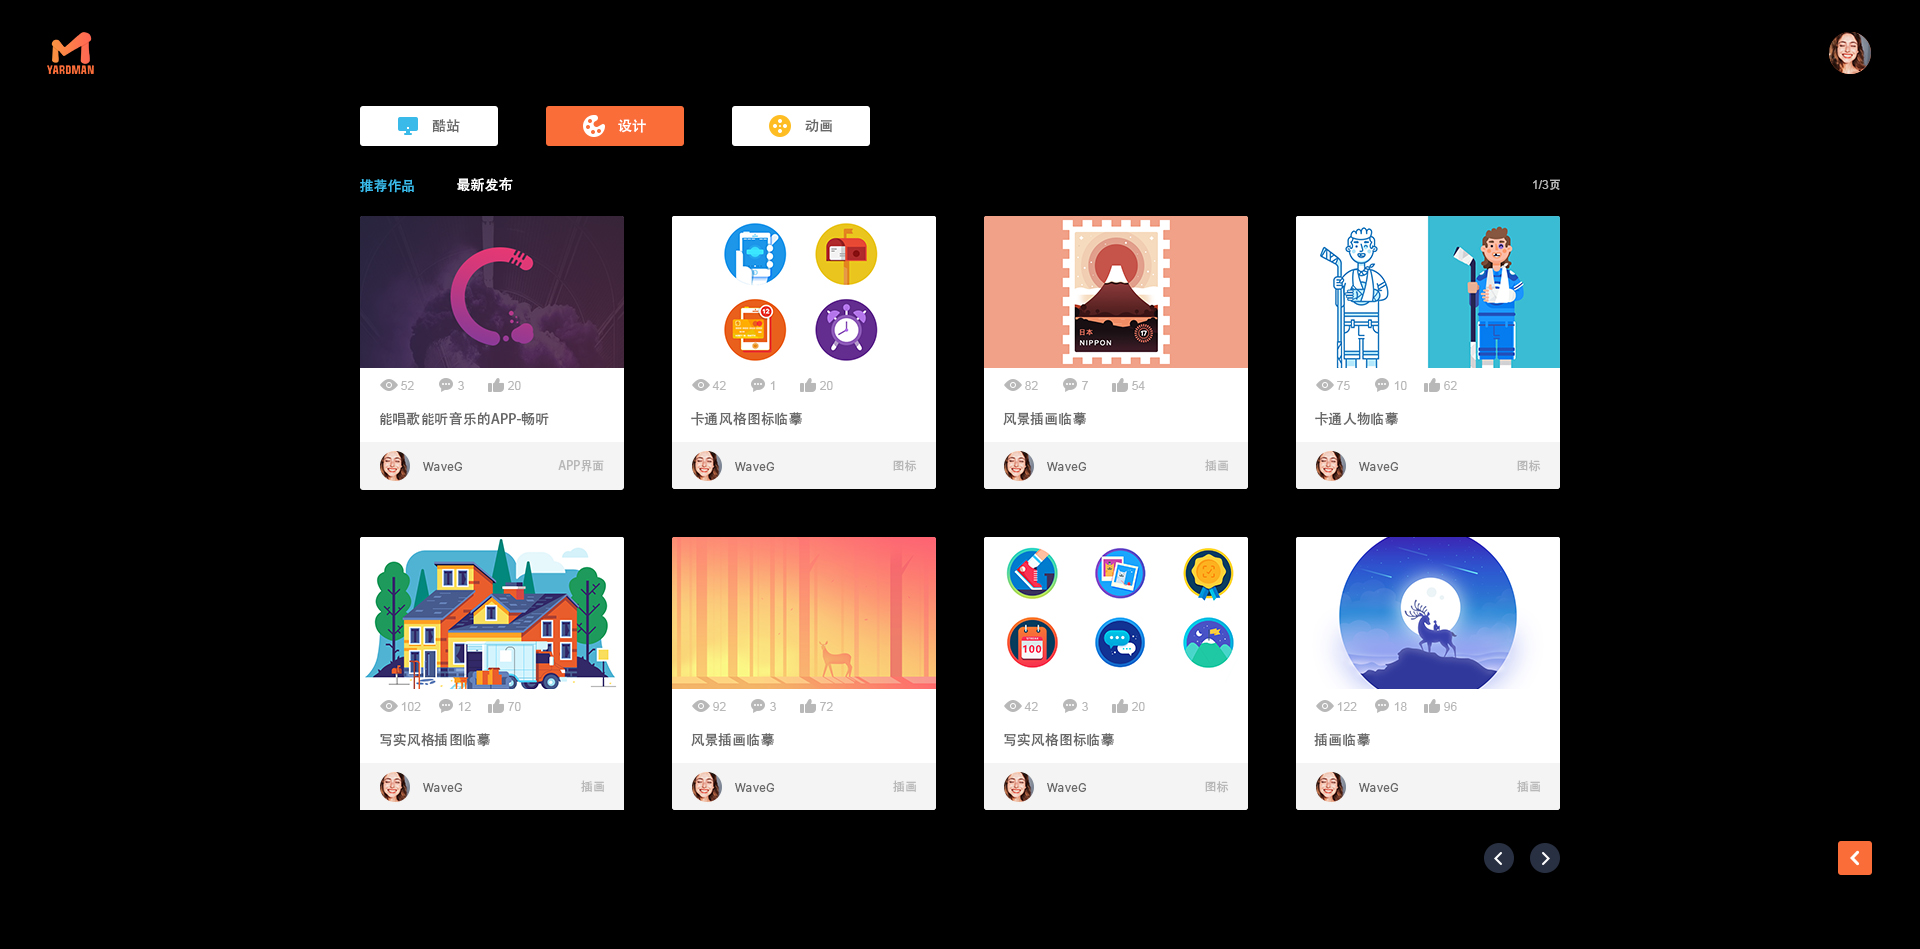 YARDMAN
酷站
设计
动画
推荐作品
最新发布
1/3页
12
日本
NIPPON
17
52 3 20
42 1 20
82 7 54
75 10 62
能唱歌能听音乐的APP-畅听
卡通风格图标临摹
风景插画临摹
卡通人物临摹
WaveG APP界面
WaveG 图标
WaveG 插画
WaveG 图标
100
102 12 70
92 3 72
42 3 20
122 18 96
写实风格插图临摹
风景插画临摹
写实风格图标临摹
插画临摹
WaveG 插画
WaveG 插画
WaveG 图标
WaveG 插画